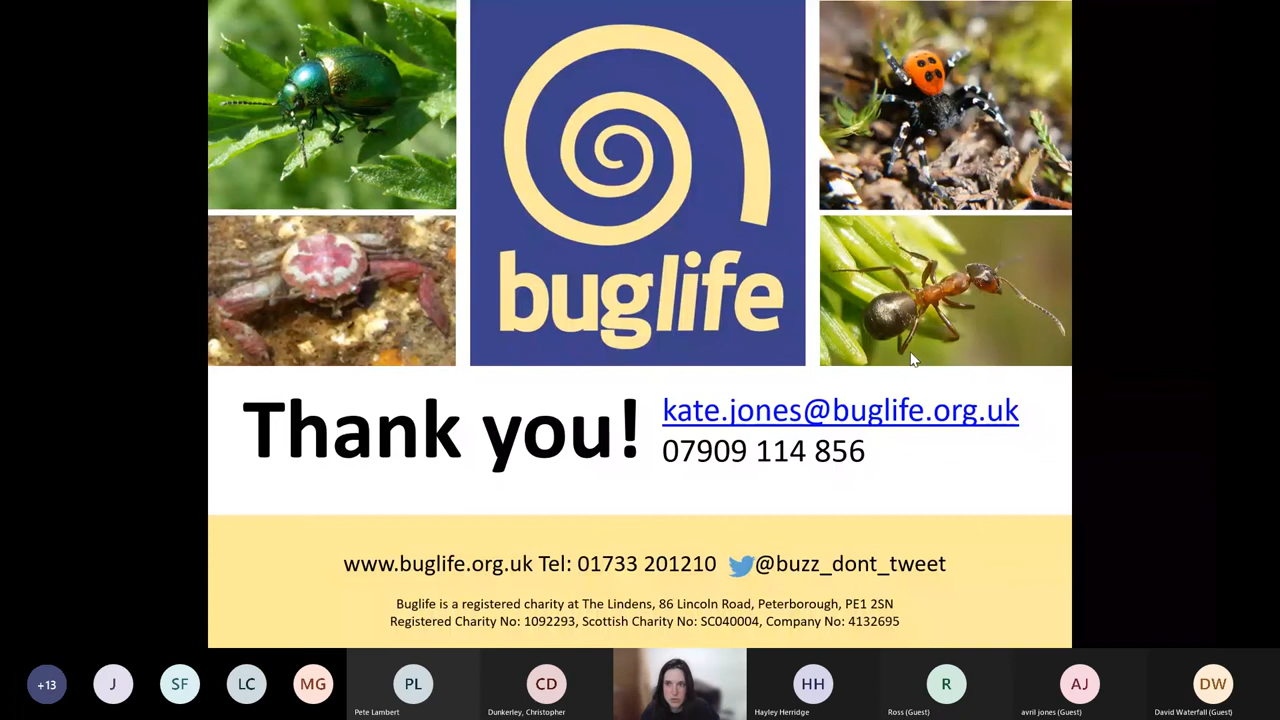 buglife
Thank you!
kate.jones@buglife.org.uk
07909 114 856
www.buglife.org.uk Tel: 01733 201210 @buzz_dont_tweet
Buglife is a registered charity at The Lindens, 86 Lincoln Road, Peterborough, PE1 2SN
Registered Charity No: 1092293, Scottish Charity No: SC040004, Company No: 4132695
+13
J
SF
LC
MG
PL
CD
HH
R
AJ
DW
Pete Lambert
Dunkerley, Christopher
Hayley Herridge
Ross (Guest)
avril jones (Guest)
David Waterfall (Guest)